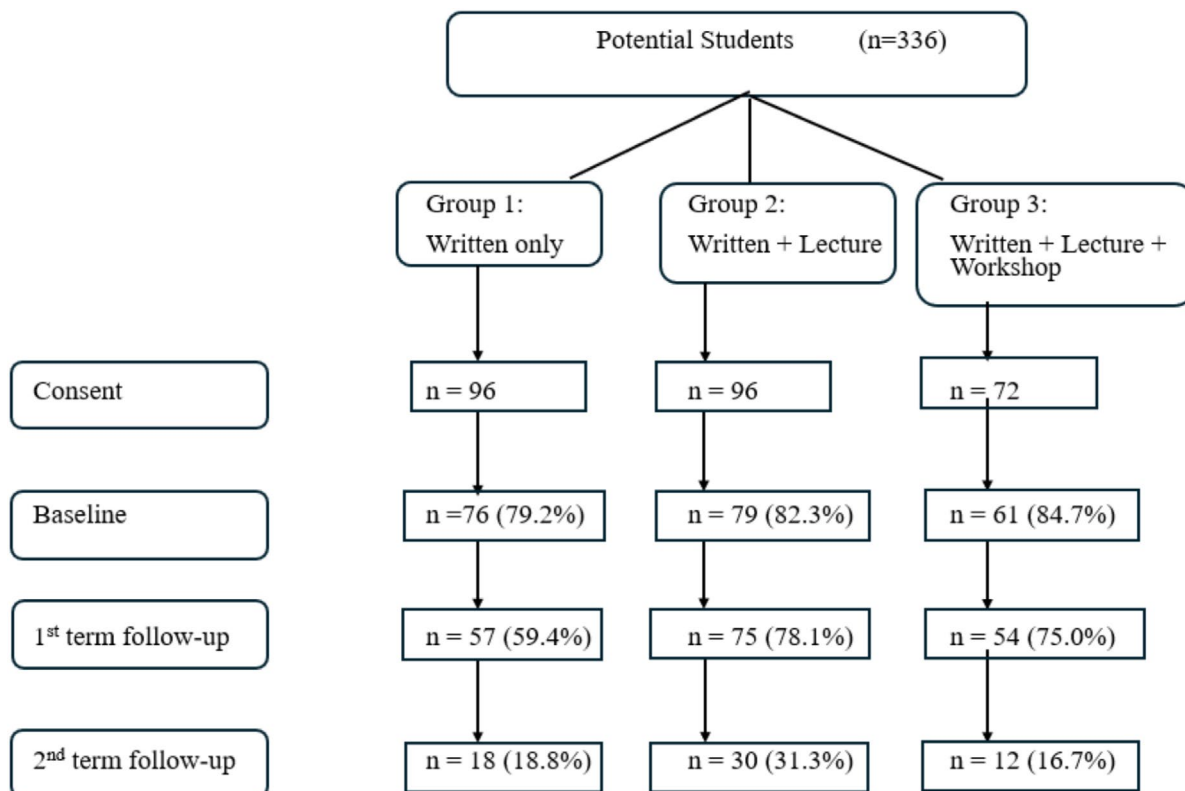 Potential Students (n=336)
Group 1:
Written only
Group 2:
Written + Lecture
Group 3:
Written + Lecture +
Workshop
Consent
n = 96
n = 96
n = 72
Baseline
n =76 (79.2%)
n = 79 (82.3%)
n = 61 (84.7%)
1st term follow-up
n = 57 (59.4%)
n = 75 (78.1%)
n = 54 (75.0%)
2nd term follow-up
n = 18 (18.8%)
n = 30 (31.3%)
n = 12 (16.7%)